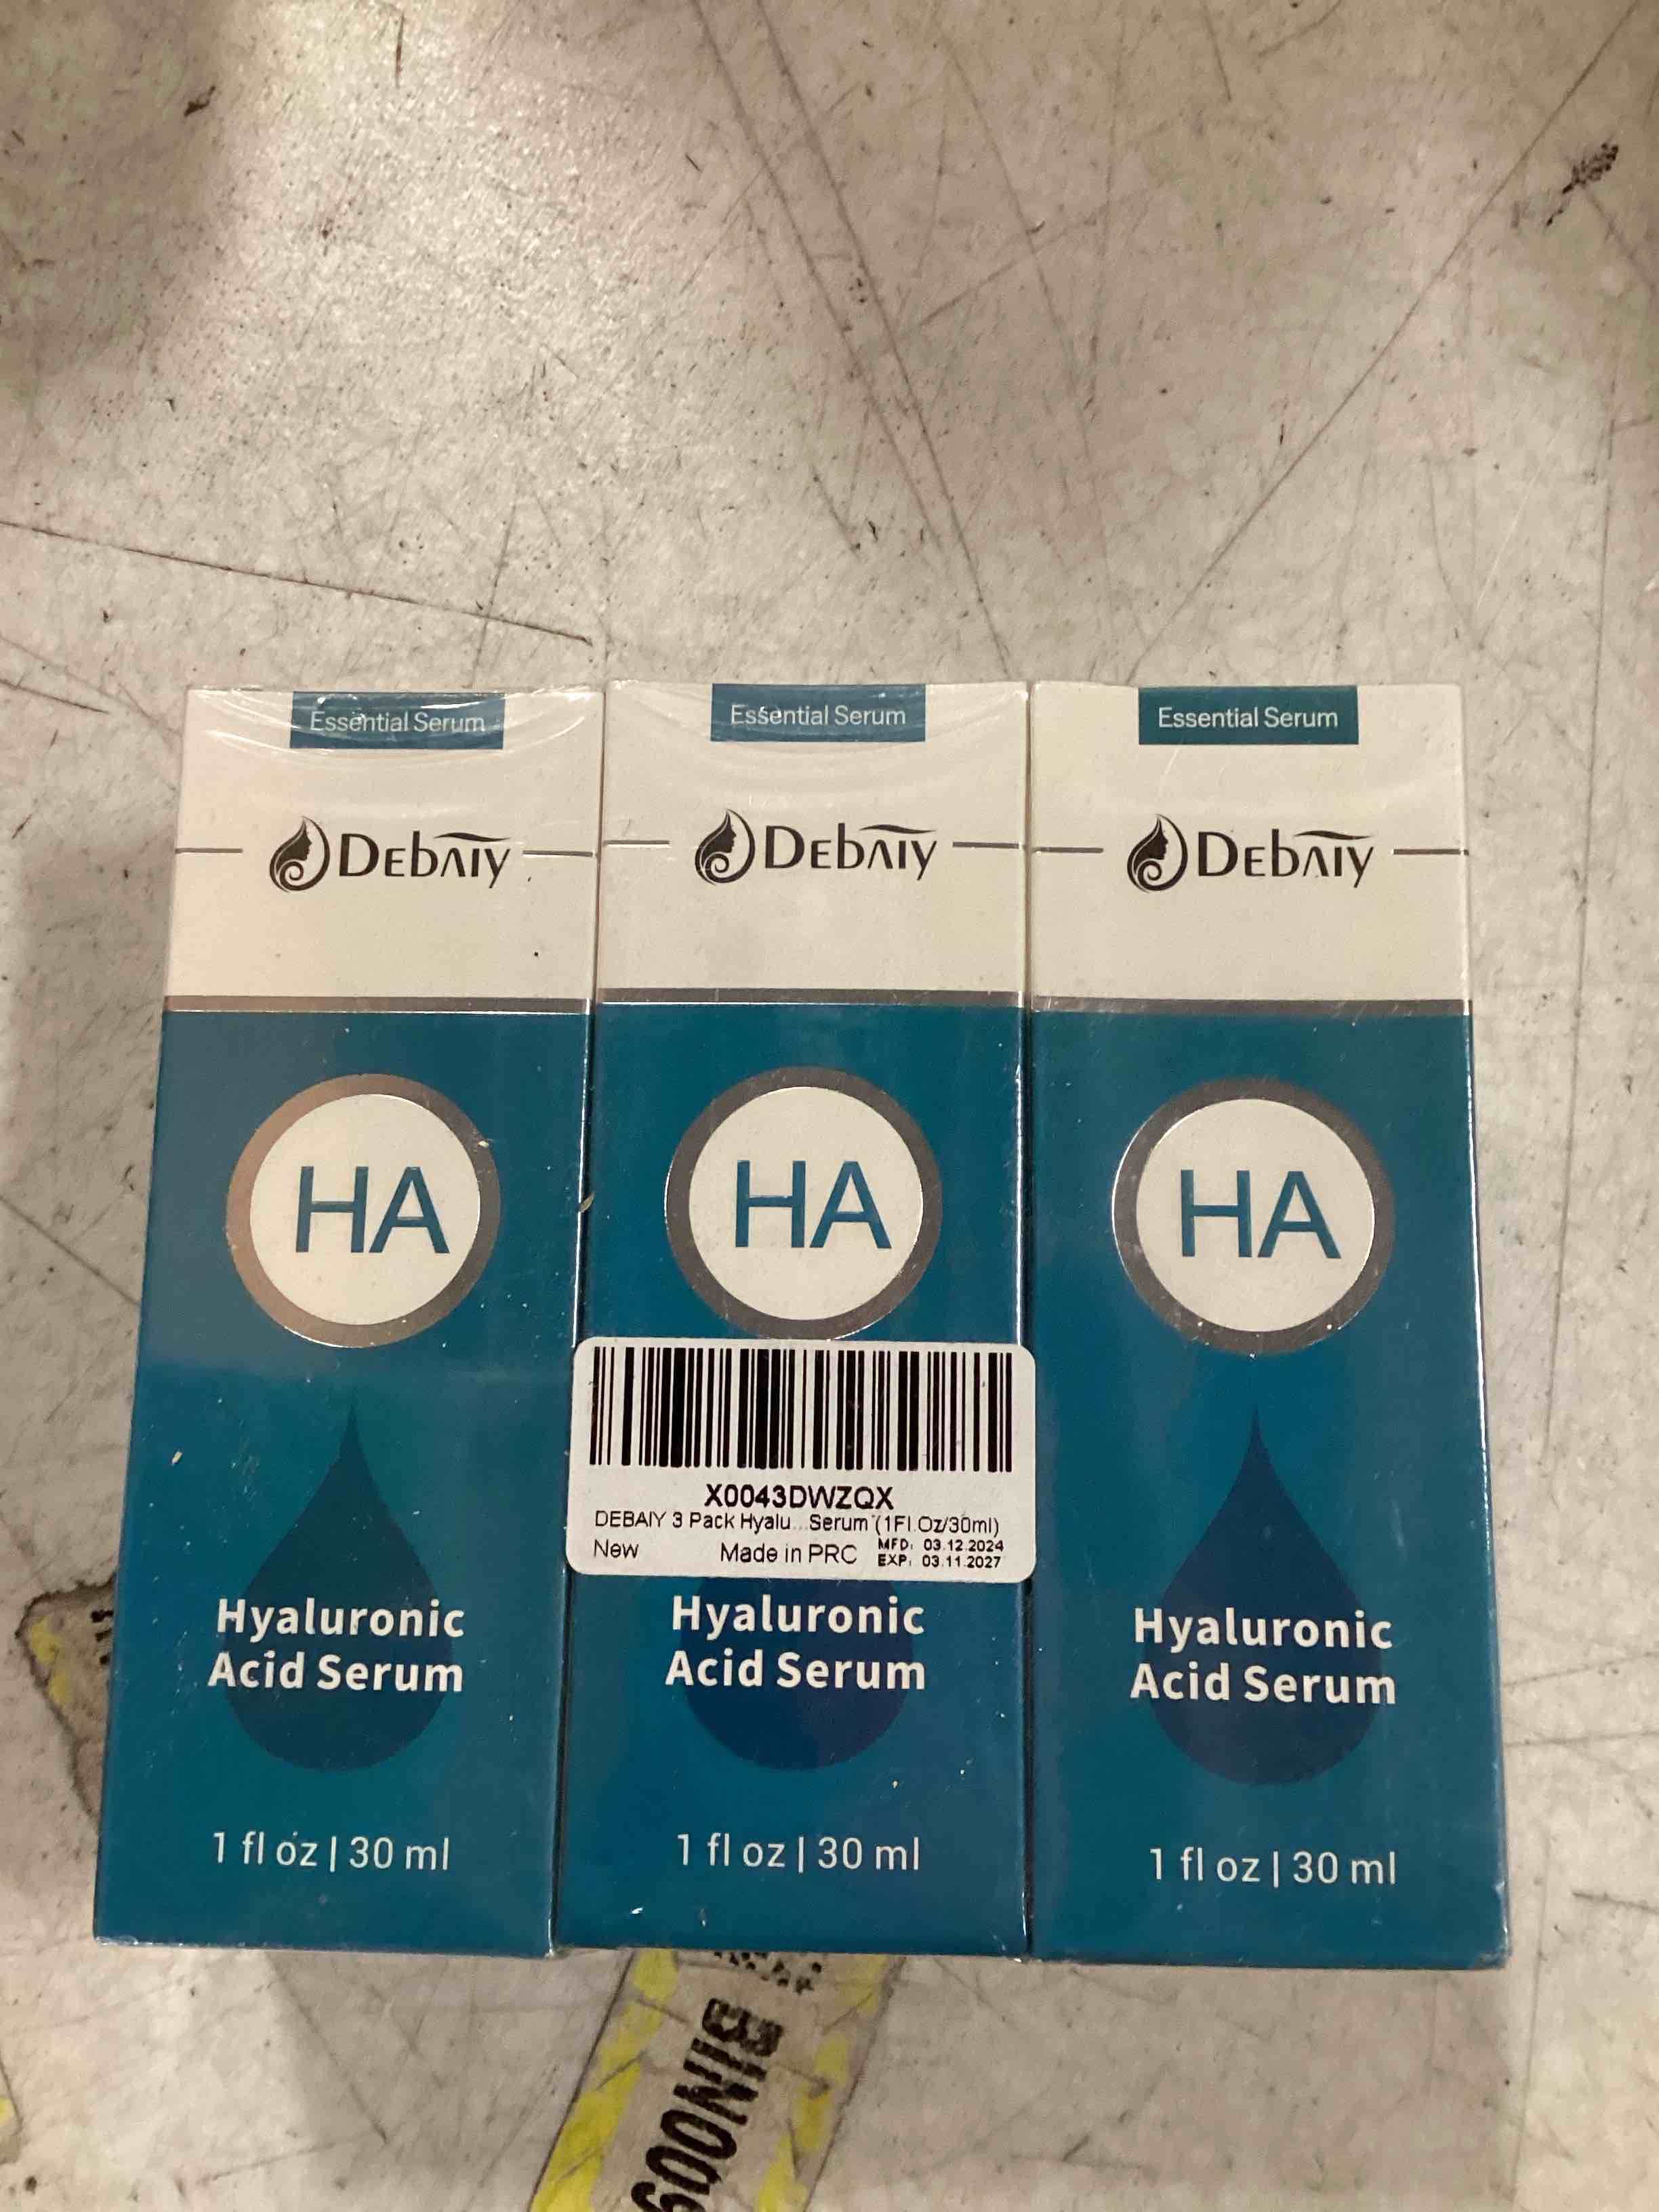 Essential Serum
Essential Serum
Essential Serum
DEBAIY
DEBAIY
DEBAIY
HA
HA
HA
X0043DWZQX
DEBAIY 3 Pack Hyalu...Serum (1Fl.Oz/30ml)
New Made in PRC MFD: 03.12.2024
EXP: 03.11.2027
Hyaluronic
Acid Serum
Hyaluronic
Acid Serum
Hyaluronic
Acid Serum
1 fl oz | 30 ml
1 fl oz | 30 ml
1 fl oz | 30 ml
BIN009